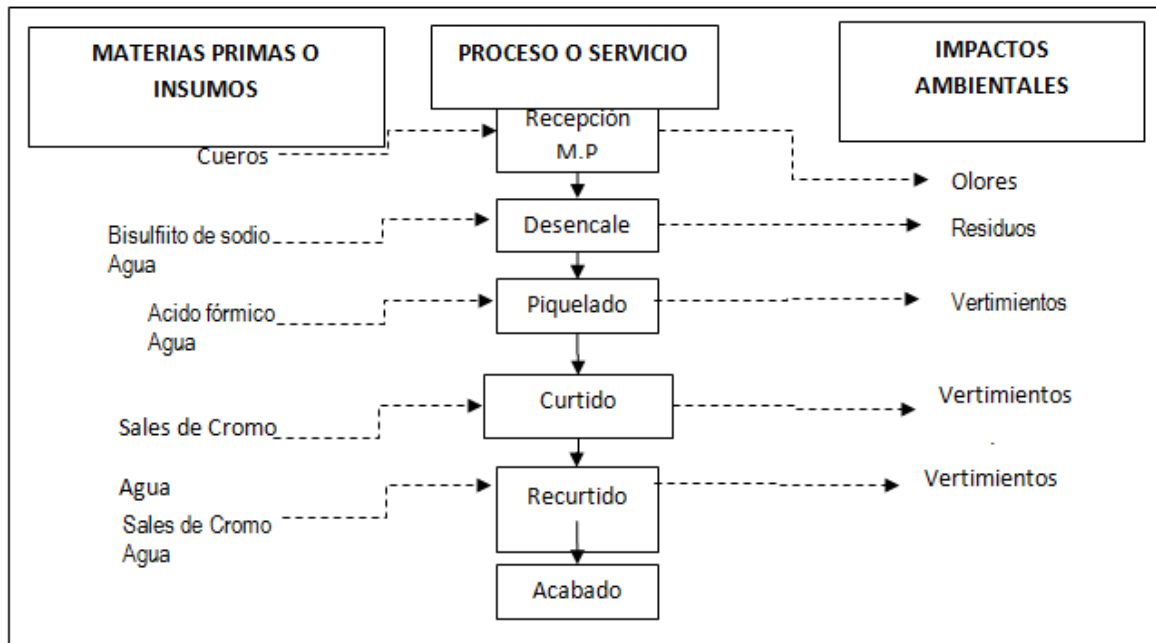 MATERIAS PRIMAS O
INSUMOS
PROCESO O SERVICIO
IMPACTOS
AMBIENTALES
Cueros
Recepción
M.P
Olores
Bisulfiito de sodio
Agua
Desencale
Residuos
Acido fórmico
Agua
Piquelado
Vertimientos
Sales de Cromo
Curtido
Vertimientos
Agua
Sales de Cromo
Agua
Recurtido
Vertimientos
Acabado